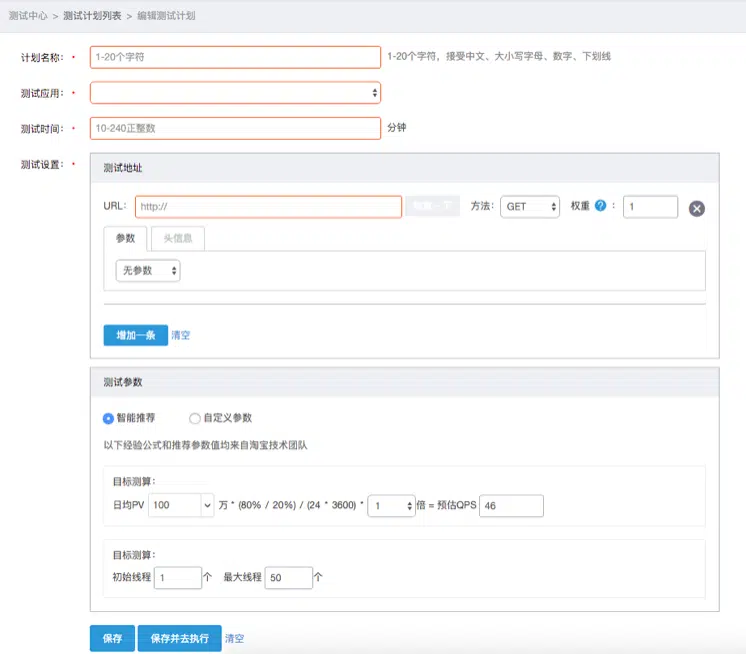 测试中心 > 测试计划列表 > 编辑测试计划
计划名称: * 1-20个字符 1-20个字符，接受中文、大小写字母、数字、下划线
测试应用: *
测试时间: * 10-240正整数 分钟
测试设置: * 测试地址
URL: http:// 方法: GET 权重 ? : 1
参数 头信息
无参数
增加一条 清空
测试参数
智能推荐 自定义参数
以下经验公式和推荐参数值均来自淘宝技术团队
目标测算:
日均PV 100 万 * (80% / 20%) / (24 * 3600) * 1 倍 = 预估QPS 46
目标测算:
初始线程 1 个 最大线程 50 个
保存 保存并去执行 清空